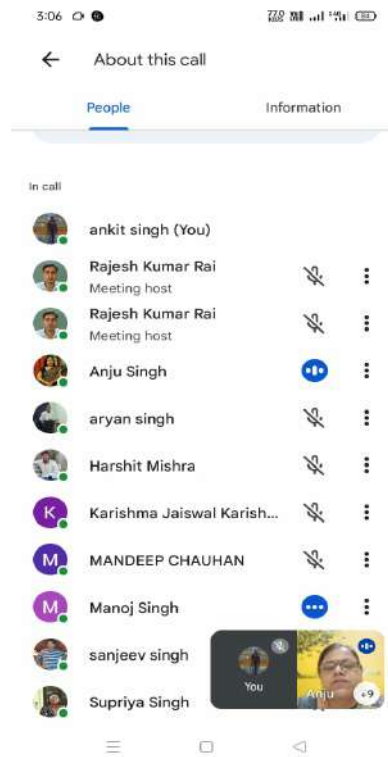 3:06
About this call
People
Information
In call
ankit singh (You)
Rajesh Kumar Rai
Meeting host
Rajesh Kumar Rai
Meeting host
Anju Singh
aryan singh
Harshit Mishra
K Karishma Jaiswal Karish...
M MANDEEP CHAUHAN
M Manoj Singh
sanjeev singh
Supriya Singh
You
Anju
+9